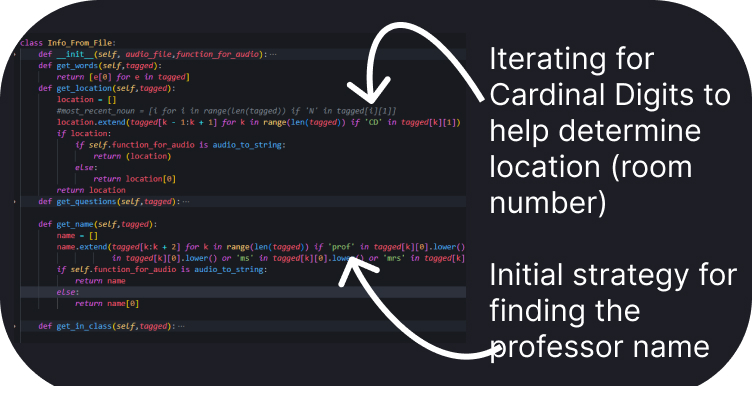 class Info_From_File:
def __init__(self, audio_file,function_for_audio):···
def get_words(self,tagged):
return [e[0] for e in tagged]
def get_location(self,tagged):
location = []
#most_recent_noun = [i for i in range(len(tagged)) if 'N' in tagged[i][1]]
location.extend(tagged[k - 1:k + 1] for k in range(len(tagged)) if 'CD' in tagged[k][1])
if location:
if self.function_for_audio is audio_to_string:
return (location)
else:
return location[0]
return location
def get_questions(self,tagged):···
def get_name(self,tagged):
name = []
name.extend(tagged[k:k + 2] for k in range(len(tagged)) if 'prof' in tagged[k][0].lower()
in tagged[k][0].lower() or 'ms' in tagged[k][0].lower() or 'mrs' in tagged[k]
if self.function_for_audio is audio_to_string:
return name
else:
return name[0]
def get_in_class(self,tagged):···
Iterating for
Cardinal Digits to
help determine
location (room
number)
Initial strategy for
finding the
professor name